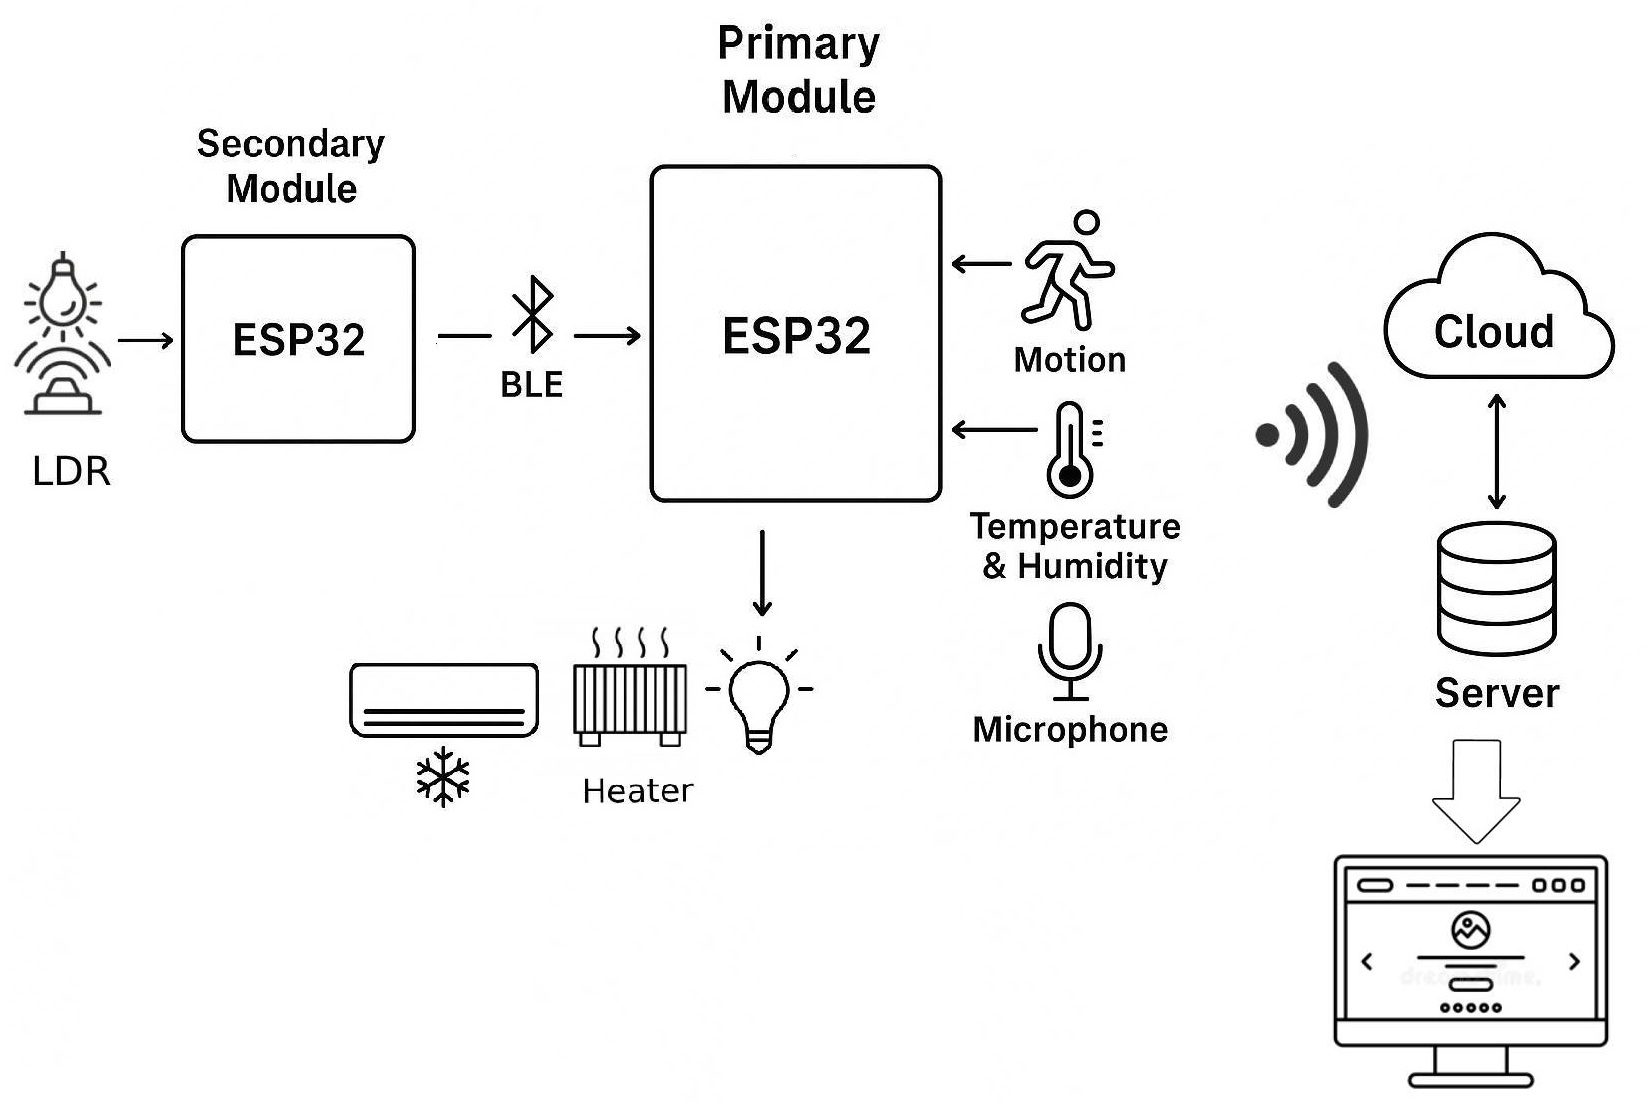 Primary
Module
Secondary
Module
ESP32
ESP32
LDR
BLE
Motion
Temperature
& Humidity
Microphone
Heater
Cloud
Server